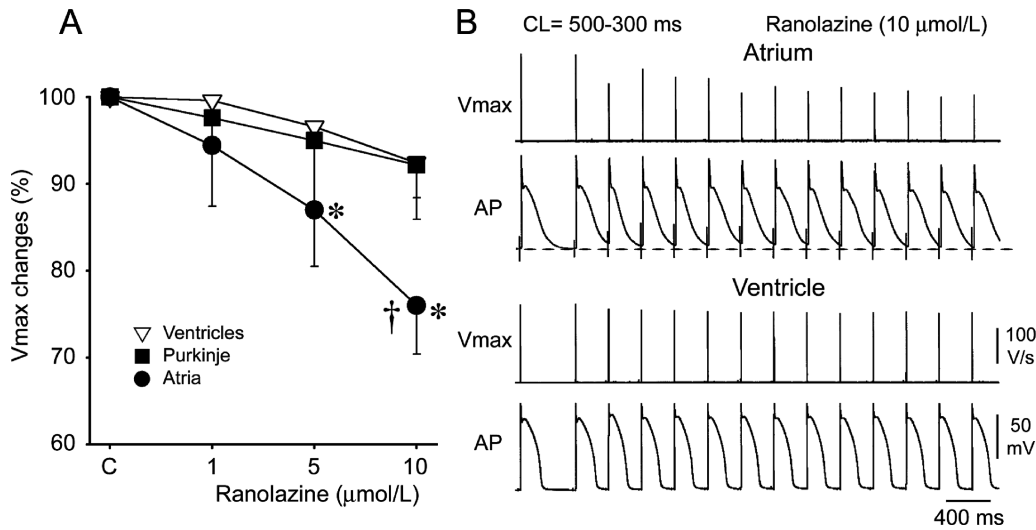 A
Vmax changes (%)
100
90
80
70
60
Ventricles
Purkinje
Atria
*
†
*
C
1
5
10
Ranolazine (μmol/L)
B
CL= 500-300 ms
Ranolazine (10 μmol/L)
Atrium
Vmax
AP
Ventricle
Vmax
100
V/s
AP
50
mV
400 ms